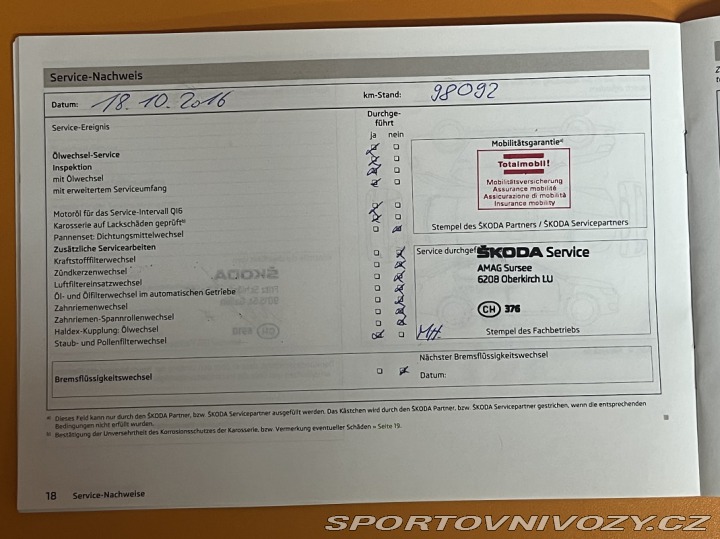 Service-Nachweis
Datum: 18.10.2016 km-Stand: 98092
Service-Ereignis
Durchge-
führt
ja nein
Ölwechsel-Service
Inspektion
mit Ölwechsel
mit erweitertem Serviceumfang
Motoröl für das Service-Intervall QI6
Karosserie auf Lackschäden geprüft b)
Pannenset: Dichtungsmittelwechsel
Zusätzliche Servicearbeiten
Kraftstofffilterwechsel
Zündkerzenwechsel
Luftfiltereinsatzwechsel
Öl- und Ölfilterwechsel im automatischen Getriebe
Zahnriemenwechsel
Zahnriemen-Spannrollenwechsel
Haldex-Kupplung: Ölwechsel
Staub- und Pollenfilterwechsel
Mobilitätsgarantie a)
Totalmobil!
Mobilitätsversicherung
Assurance mobilité
Assicurazione di mobilità
Insurance mobility
Stempel des ŠKODA Partners / ŠKODA Servicepartners
Service durchgef ŠKODA Service
AMAG Sursee
6208 Oberkirch LU
CH 376
MH. Stempel des Fachbetriebs
Bremsflüssigkeitswechsel
Nächster Bremsflüssigkeitswechsel
Datum:
a) Dieses Feld kann nur durch den ŠKODA Partner, bzw. ŠKODA Servicepartner ausgefüllt werden. Das Kästchen wird durch den ŠKODA Partner, bzw. ŠKODA Servicepartner gestrichen, wenn die entsprechenden
Bedingungen nicht erfüllt wurden.
b) Bestätigung der Unversehrtheit des Korrosionsschutzes der Karosserie, bzw. Vermerkung eventueller Schäden » Seite 19.
18 Service-Nachweise
SPORTOVNIVOZY.CZ